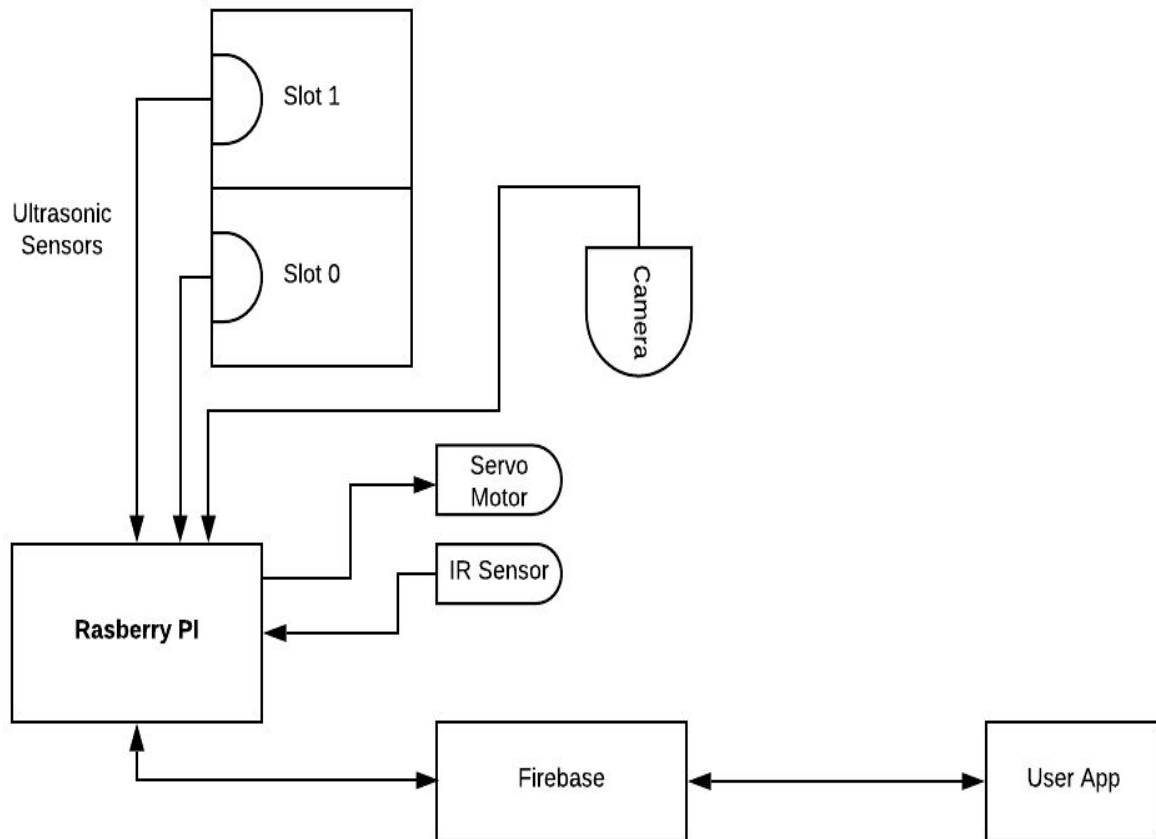 Slot 1
Ultrasonic
Sensors
Slot 0
Camera
Servo
Motor
IR Sensor
Rasberry PI
Firebase
User App